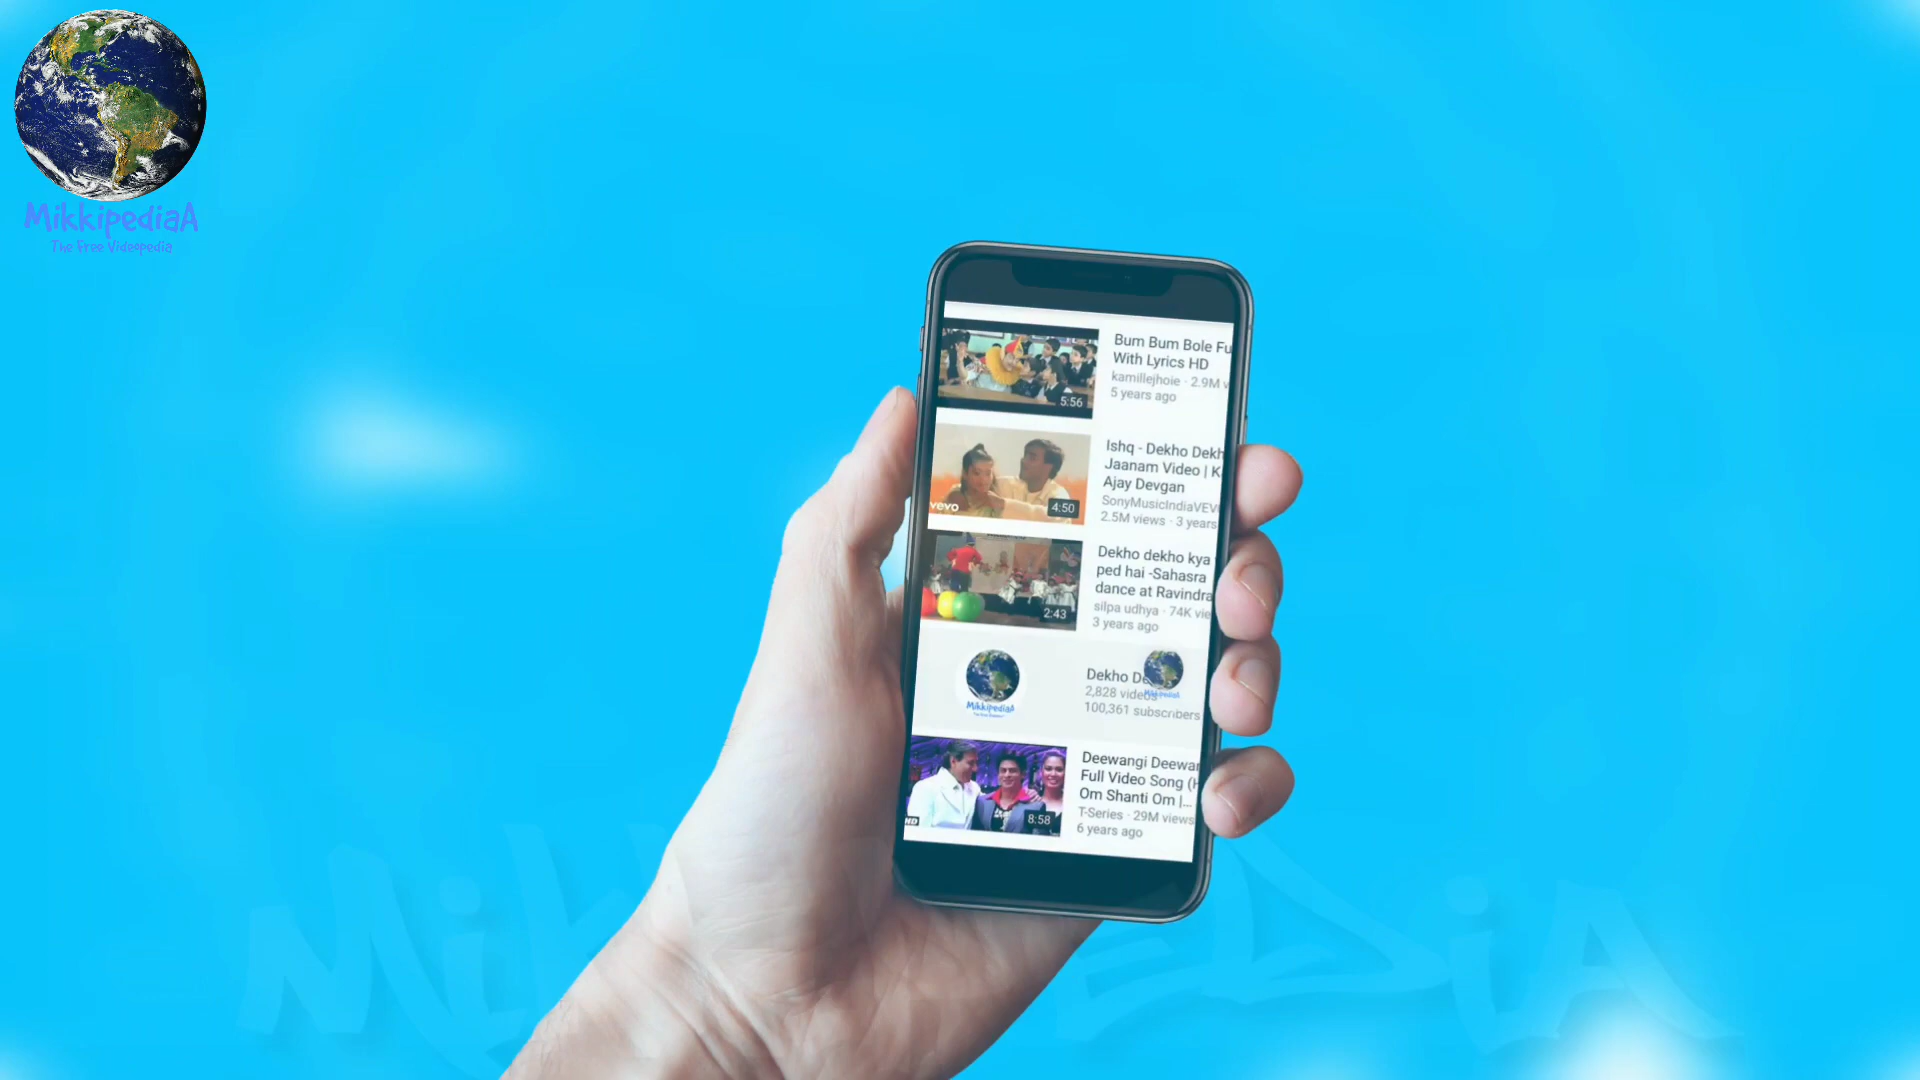 MikkipediaA
The Free Videopedia
Bum Bum Bole Fu
With Lyrics HD
kamillejhoie · 2.9M v
5 years ago
5:56
Ishq - Dekho Dekh
Jaanam Video | K
Ajay Devgan
SonyMusicIndiaVEV
2.5M views · 3 years
vevo
4:50
Dekho dekho kya
ped hai -Sahasra
dance at Ravindra
silpa udhya · 74K vie
3 years ago
2:43
MikkipediaA
Dekho De
2,828 videos
100,361 subscribers
MikkipediaA
Deewangi Deewan
Full Video Song (H
Om Shanti Om |...
T-Series · 29M views
6 years ago
HD
8:58